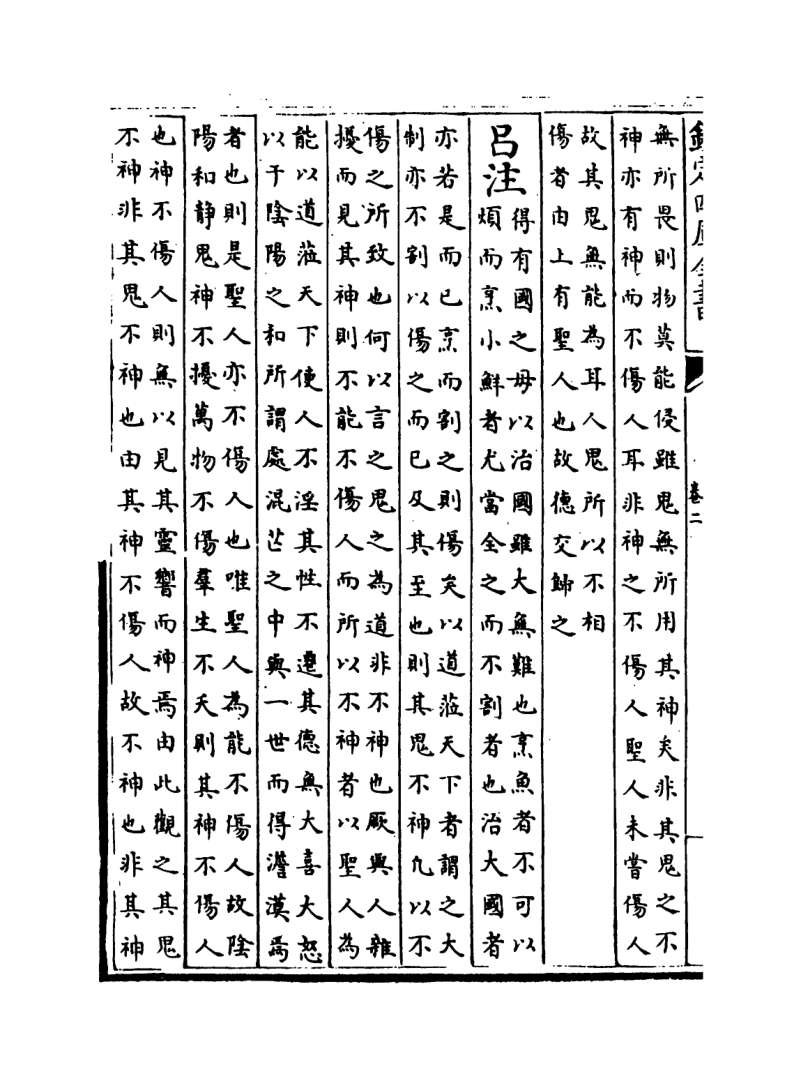 欽定四庫全書
卷二
無所畏則物莫能侵雖鬼無所用其神矣非其鬼之不
神亦有神而不傷人耳非神之不傷人聖人未嘗傷人
故其鬼無能為耳人鬼所以不相
傷者由上有聖人也故德交歸之
呂注
得有國之母以治國雖大無難也烹魚者不可以
煩而烹小鮮者尤當全之而不割者也治大國者
亦若是而已烹而割之則傷矣以道蒞天下者謂之大
制亦不割以傷之而已及其至也則其鬼不神凢以不
傷之所致也何以言之鬼之為道非不神也厥與人雜
擾而見其神則不能不傷人而所以不神者以聖人為
能以道蒞天下使人不淫其性不遷其德無大喜大怒
以干陰陽之和所謂處混芒之中與一世而得澹漠焉
者也則是聖人亦不傷人也唯聖人為能不傷人故陰
陽和静鬼神不擾萬物不傷羣生不夭則其神不傷人
也神不傷人則無以見其靈響而神焉由此觀之其鬼
不神非其鬼不神也由其神不傷人故不神也非其神